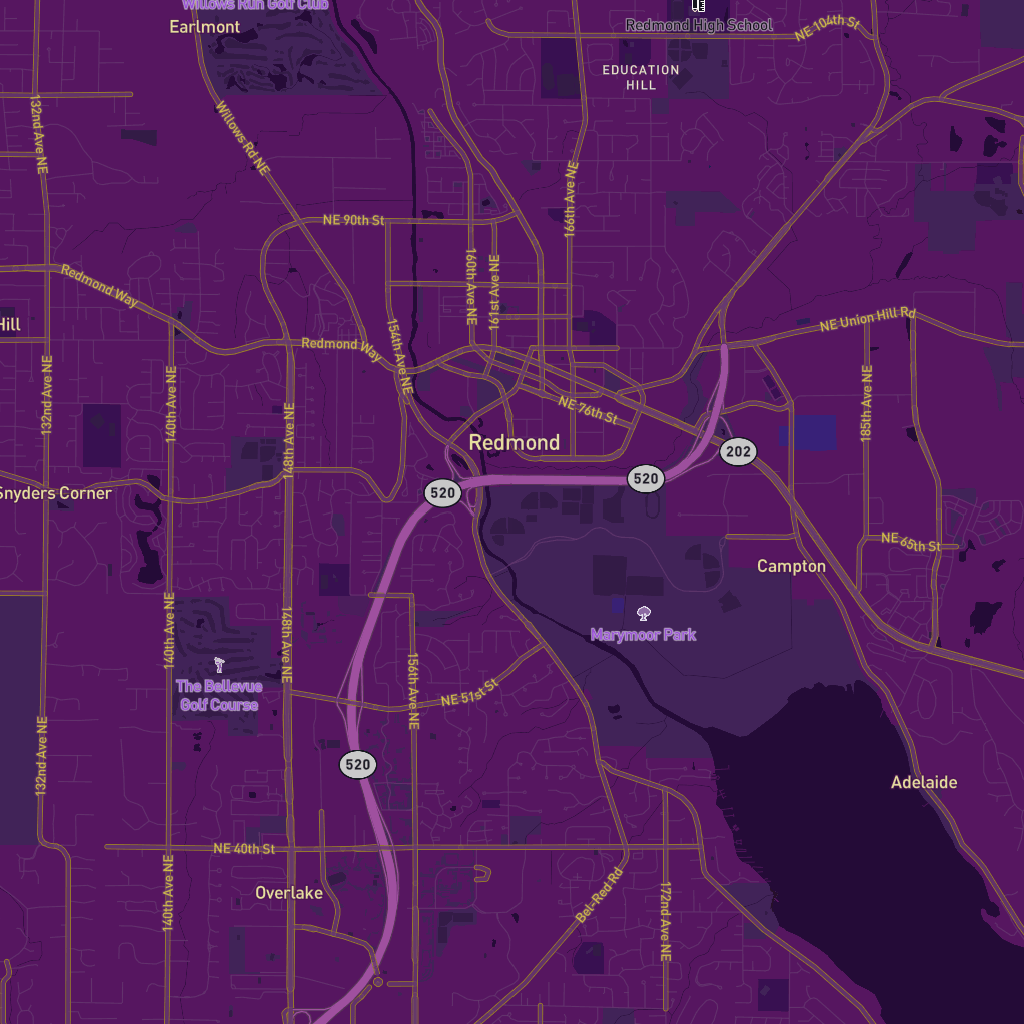 Willows Run Golf Club
Earlmont
Redmond High School
NE 104th St
EDUCATION
HILL
132nd Ave NE
Willows Rd NE
166th Ave NE
NE 90th St
160th Ave NE
161st Ave NE
Redmond Way
Hill
NE Union Hill Rd
154th Ave NE
Redmond Way
132nd Ave NE
140th Ave NE
148th Ave NE
185th Ave NE
NE 76th St
Redmond
202
520
520
Snyders Corner
NE 65th St
Campton
140th Ave NE
148th Ave NE
Marymoor Park
156th Ave NE
The Bellevue
Golf Course
NE 51st St
132nd Ave NE
520
Adelaide
NE 40th St
140th Ave NE
Overlake
Bel-Red Rd
172nd Ave NE